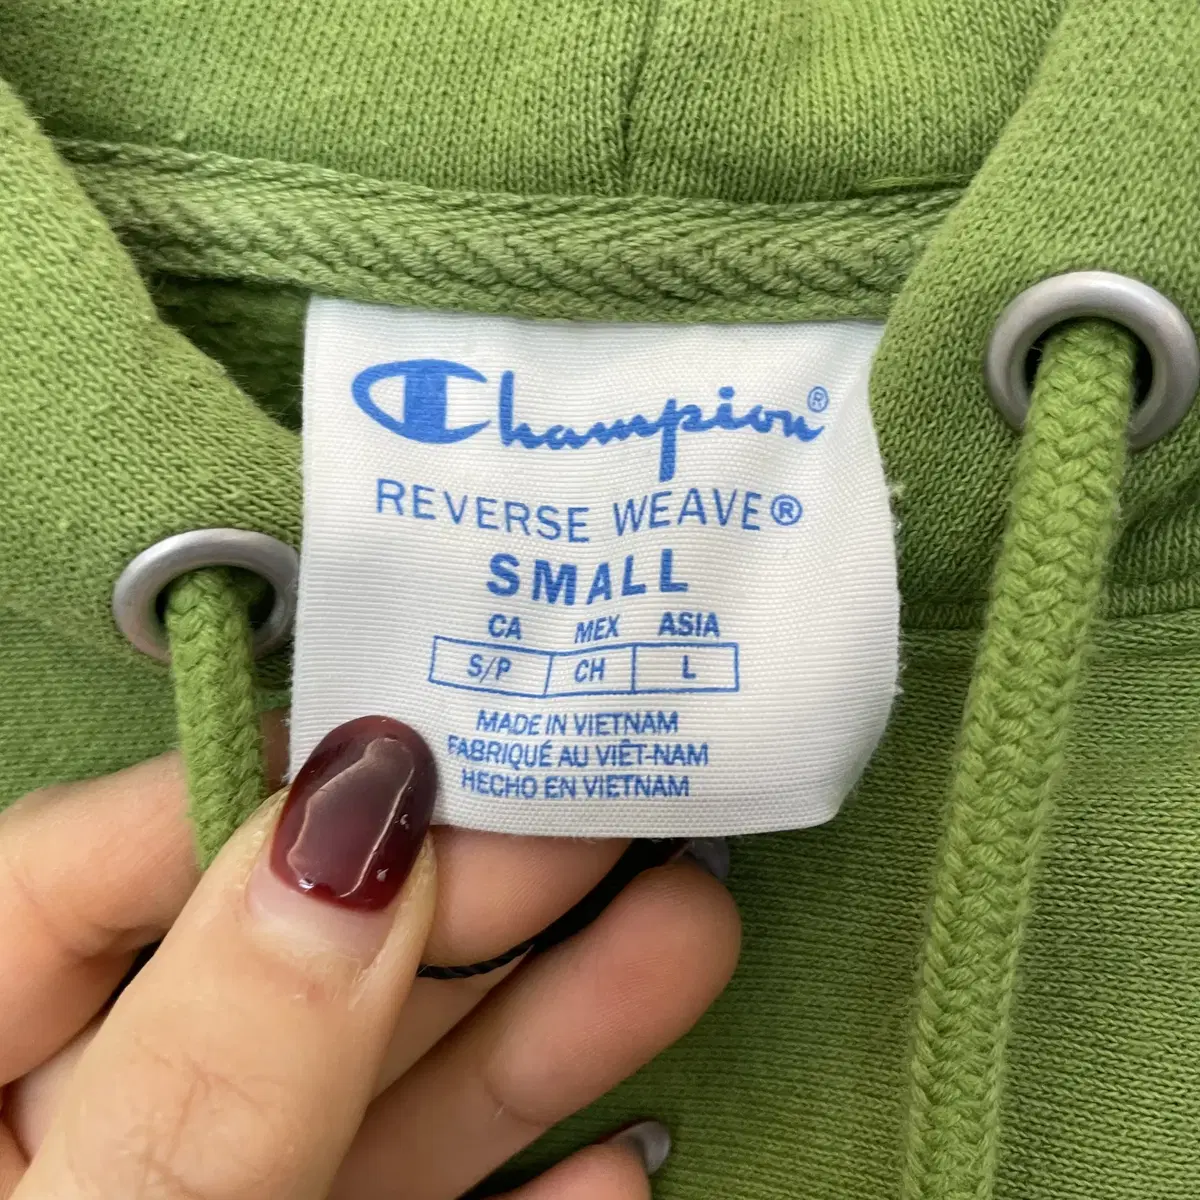 Champion®
REVERSE WEAVE®
SMALL
CA MEX ASIA
S/P CH L
MADE IN VIETNAM
FABRIQUÉ AU VIÊT-NAM
HECHO EN VIETNAM